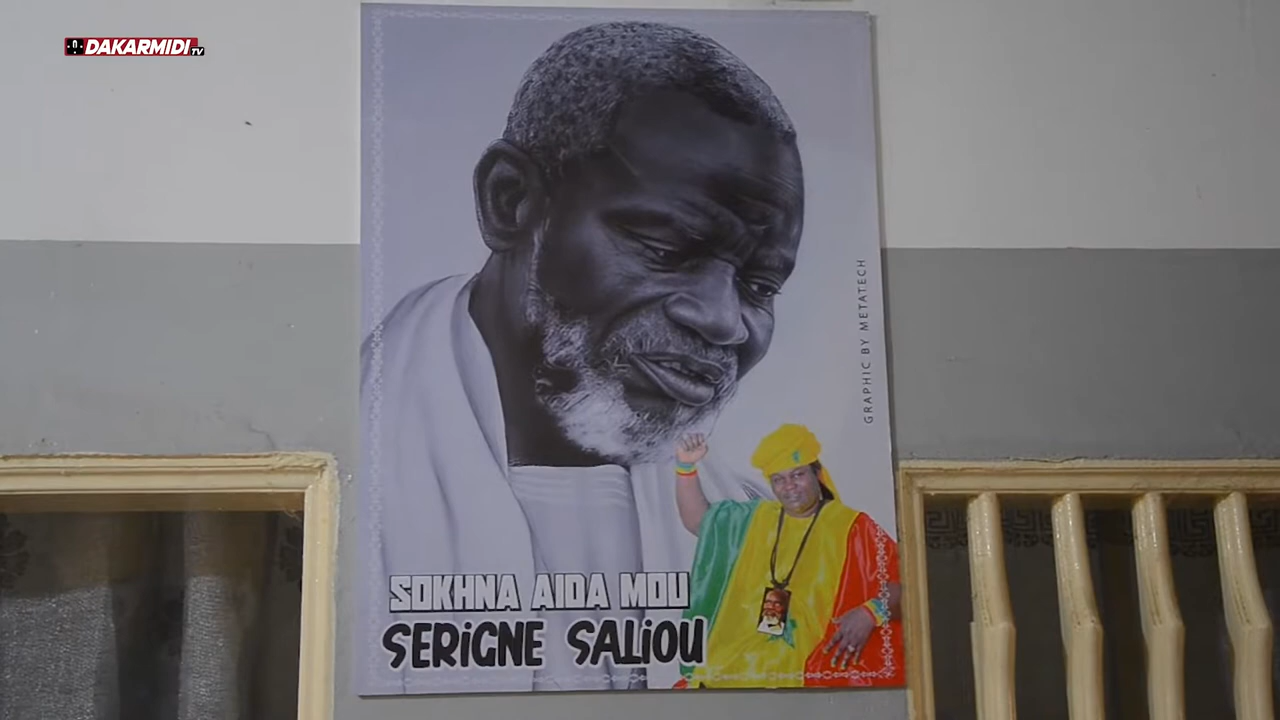 DAKARMIDI TV
GRAPHIC BY METATECH
SOKHNA AIDA MOU
SERiGNE SALiOU